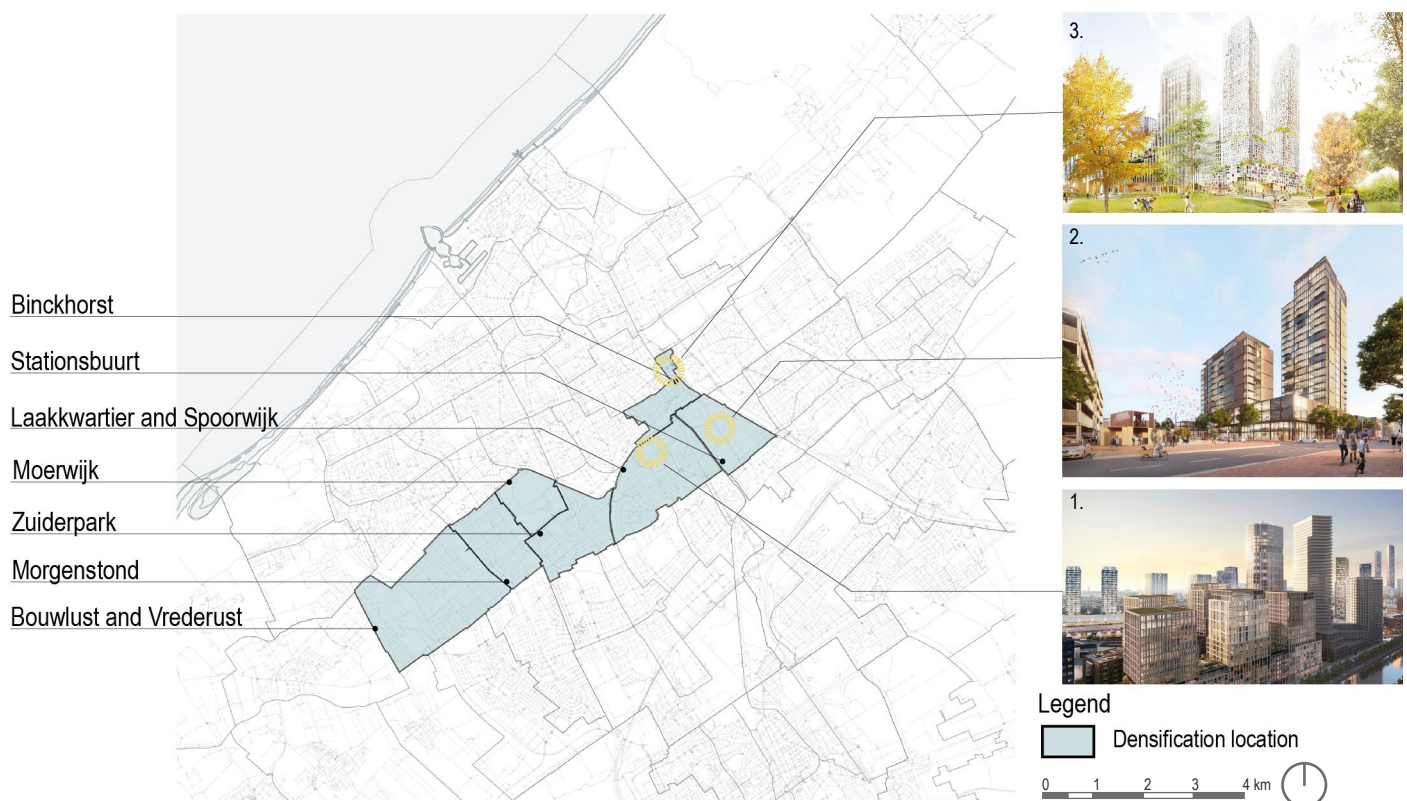 Binckhorst
Stationsbuurt
Laakkwartier and Spoorwijk
Moerwijk
Zuiderpark
Morgenstond
Bouwlust and Vrederust
3.
2.
1.
Legend
Densification location
0 1 2 3 4 km